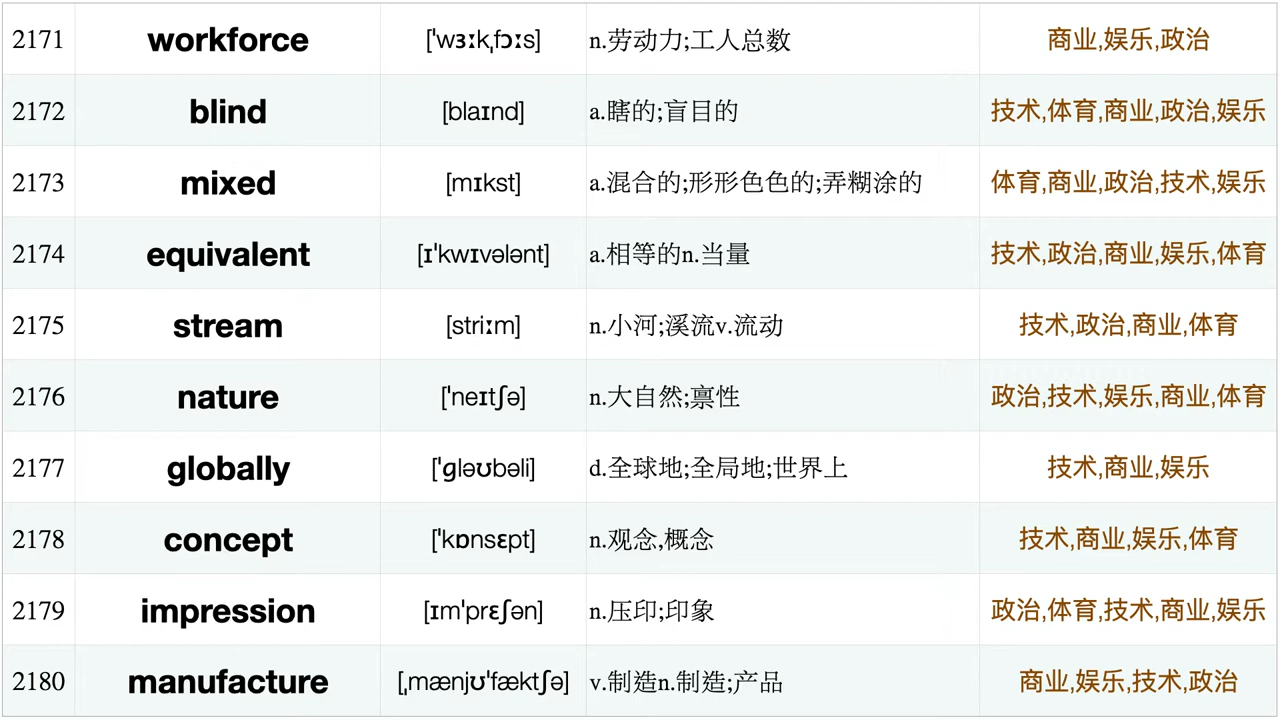 2171 workforce [ˈwɜːkˌfɔːs] n.劳动力;工人总数 商业,娱乐,政治
2172 blind [blaɪnd] a.瞎的;盲目的 技术,体育,商业,政治,娱乐
2173 mixed [mɪkst] a.混合的;形形色色的;弄糊涂的 体育,商业,政治,技术,娱乐
2174 equivalent [ɪˈkwɪvələnt] a.相等的n.当量 技术,政治,商业,娱乐,体育
2175 stream [striːm] n.小河;溪流v.流动 技术,政治,商业,体育
2176 nature [ˈneɪtʃə] n.大自然;禀性 政治,技术,娱乐,商业,体育
2177 globally [ˈɡləʊbəli] d.全球地;全局地;世界上 技术,商业,娱乐
2178 concept [ˈkɒnsɛpt] n.观念,概念 技术,商业,娱乐,体育
2179 impression [ɪmˈprɛʃən] n.压印;印象 政治,体育,技术,商业,娱乐
2180 manufacture [ˌmænjʊˈfæktʃə] v.制造n.制造;产品 商业,娱乐,技术,政治